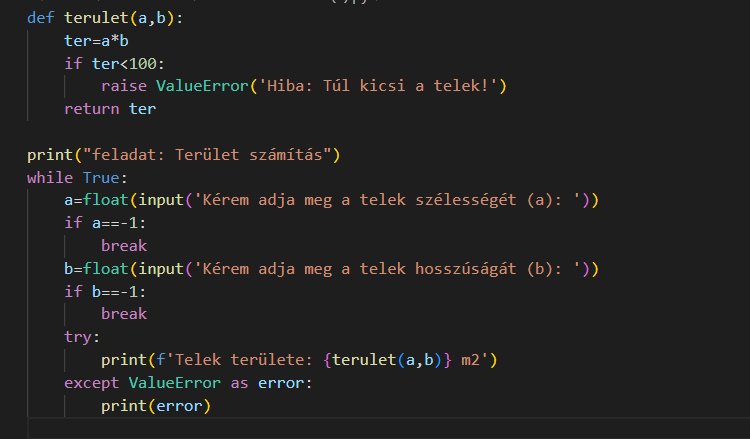 def terulet(a,b):
    ter=a*b
    if ter<100:
        raise ValueError('Hiba: Túl kicsi a telek!')
    return ter
print("feladat: Terület számítás")
while True:
    a=float(input('Kérem adja meg a telek szélességét (a): '))
    if a==-1:
        break
    b=float(input('Kérem adja meg a telek hosszúságát (b): '))
    if b==-1:
        break
    try:
        print(f'Telek területe: {terulet(a,b)} m2')
    except ValueError as error:
        print(error)